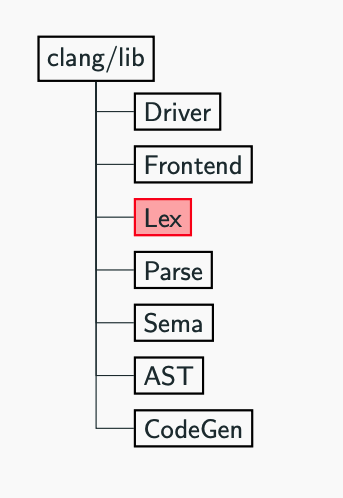 clang/lib
Driver
Frontend
Lex
Parse
Sema
AST
CodeGen